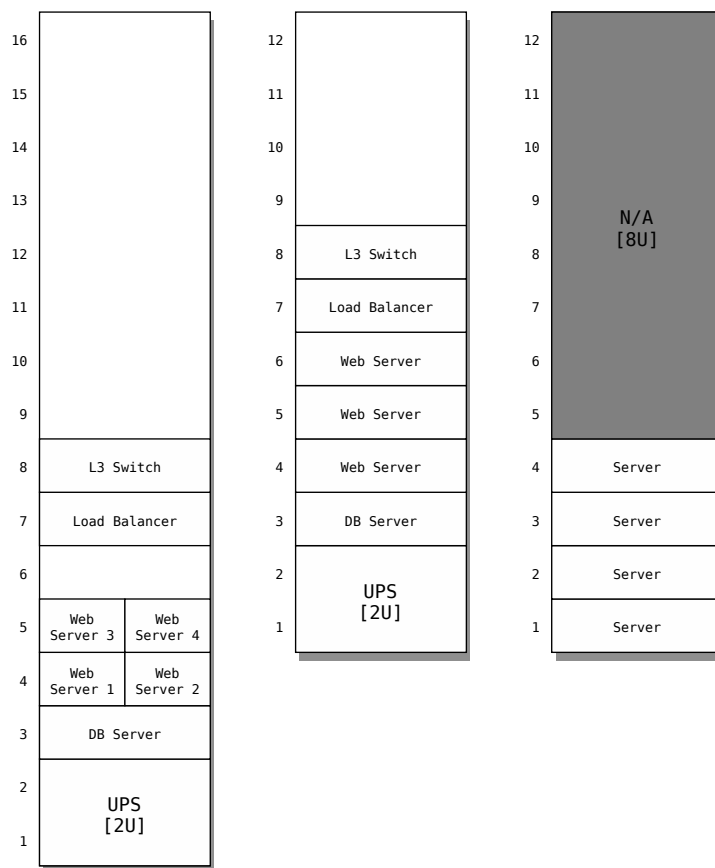 16
15
14
13
12
11
10
9
8 L3 Switch
7 Load Balancer
6
5 Web Server 3 Web Server 4
4 Web Server 1 Web Server 2
3 DB Server
2
UPS
[2U]
1
12
11
10
9
8 L3 Switch
7 Load Balancer
6 Web Server
5 Web Server
4 Web Server
3 DB Server
2
UPS
[2U]
1
12
11
10
9
N/A
[8U]
8
7
6
5
4 Server
3 Server
2 Server
1 Server